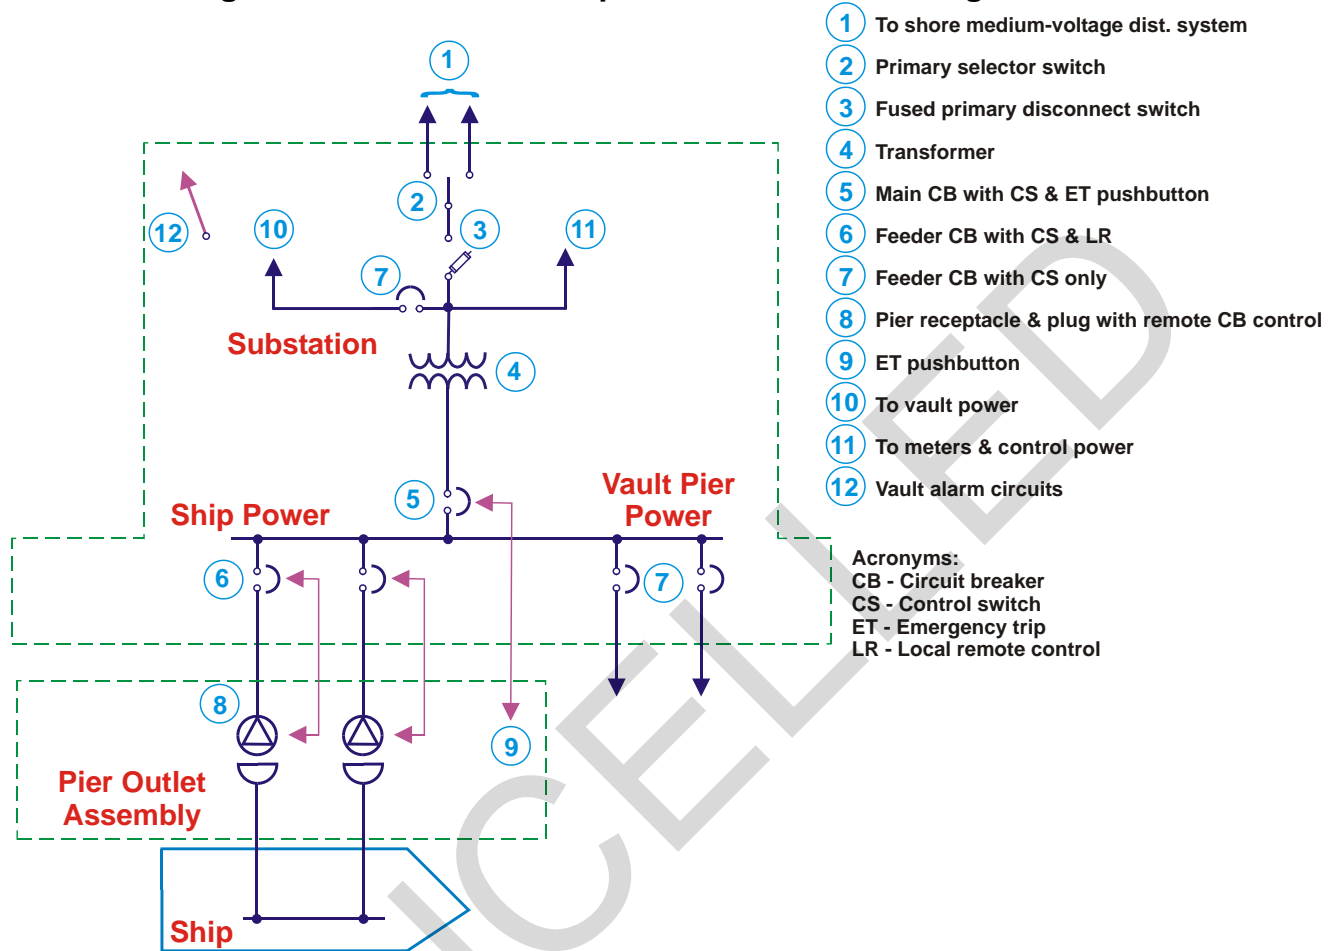 1 To shore medium-voltage dist. system
2 Primary selector switch
3 Fused primary disconnect switch
4 Transformer
5 Main CB with CS & ET pushbutton
6 Feeder CB with CS & LR
7 Feeder CB with CS only
8 Pier receptacle & plug with remote CB control
9 ET pushbutton
10 To vault power
11 To meters & control power
12 Vault alarm circuits
Acronyms:
CB - Circuit breaker
CS - Control switch
ET - Emergency trip
LR - Local remote control
1
2
12
10
3
11
7
Substation
4
5
Vault Pier
Power
Ship Power
6
7
8
9
Pier Outlet
Assembly
Ship